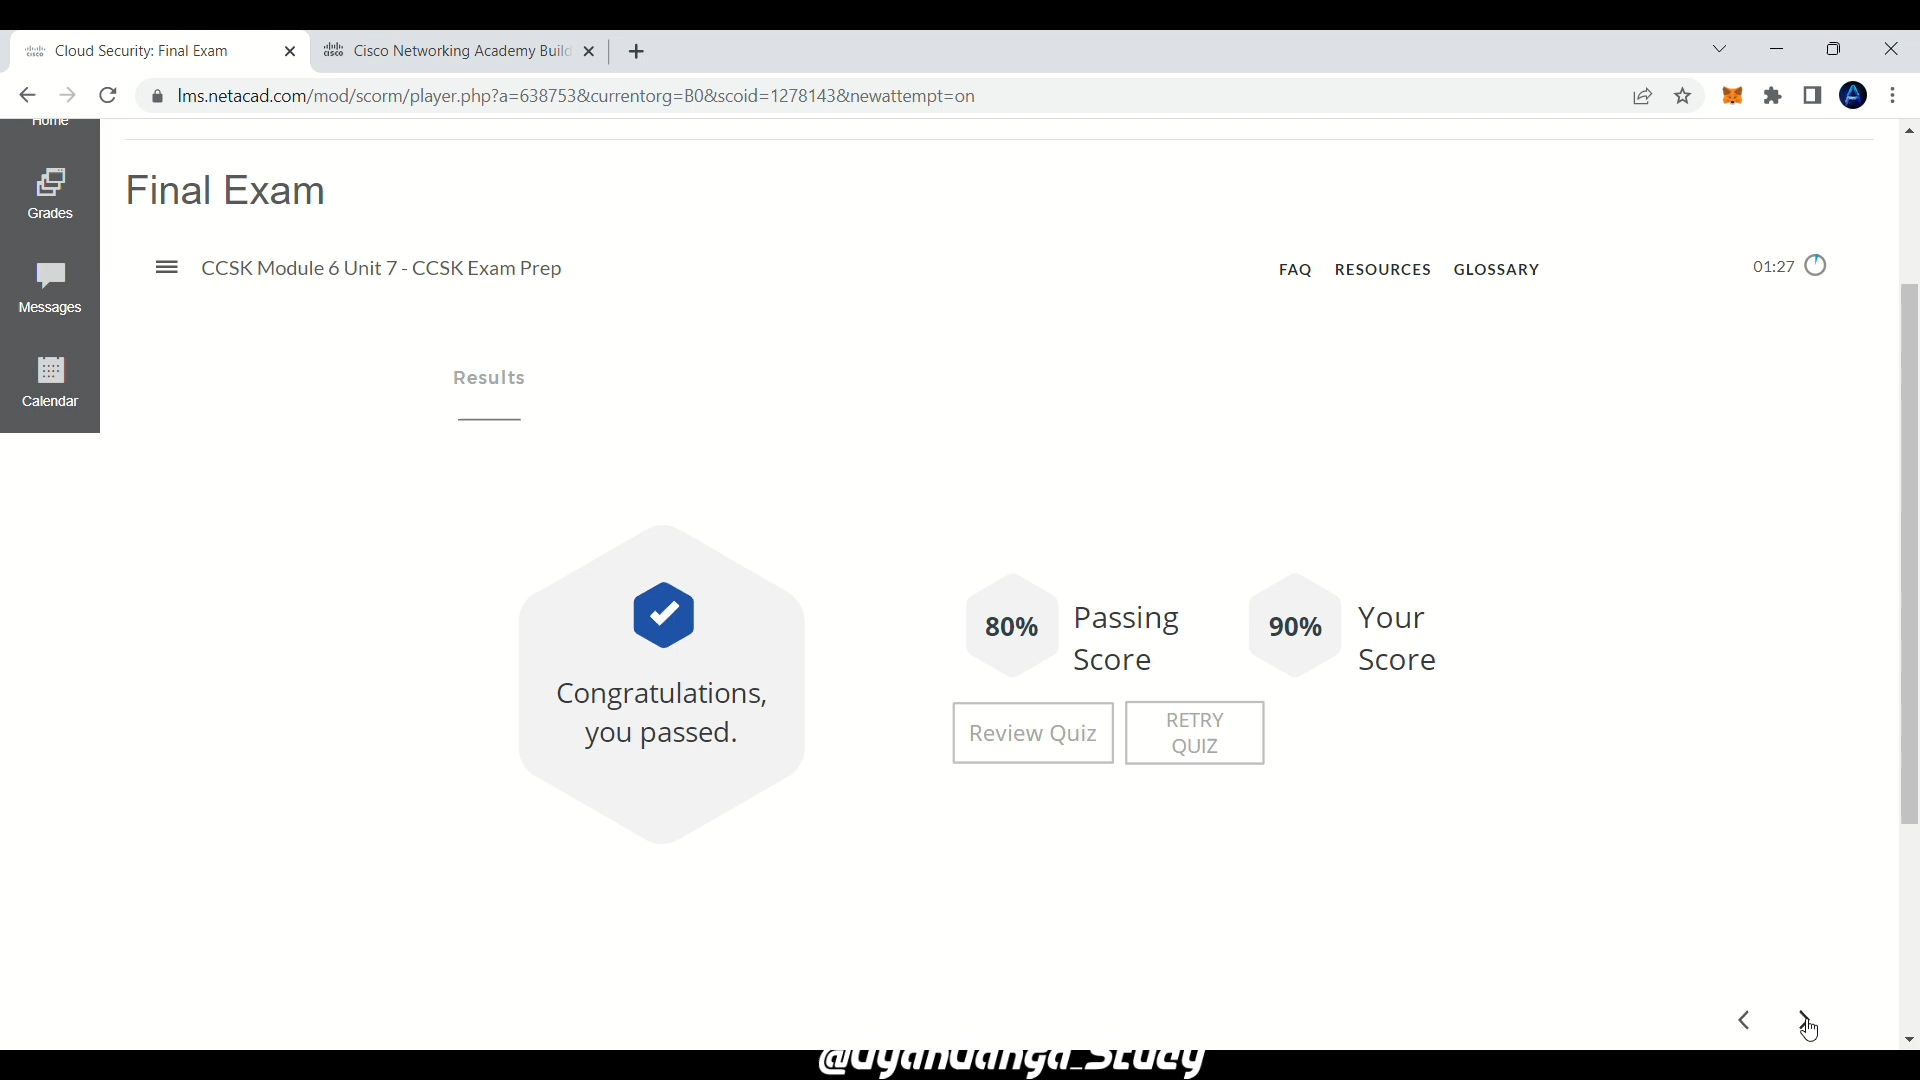 Cloud Security: Final Exam
Cisco Networking Academy Build
lms.netacad.com/mod/scorm/player.php?a=638753&currentorg=B0&scoid=1278143&newattempt=on
Home
Final Exam
Grades
CCSK Module 6 Unit 7 - CCSK Exam Prep
FAQ RESOURCES GLOSSARY
01:27
Messages
Results
Calendar
80% Passing Score
90% Your Score
Congratulations,
you passed.
Review Quiz
RETRY
QUIZ